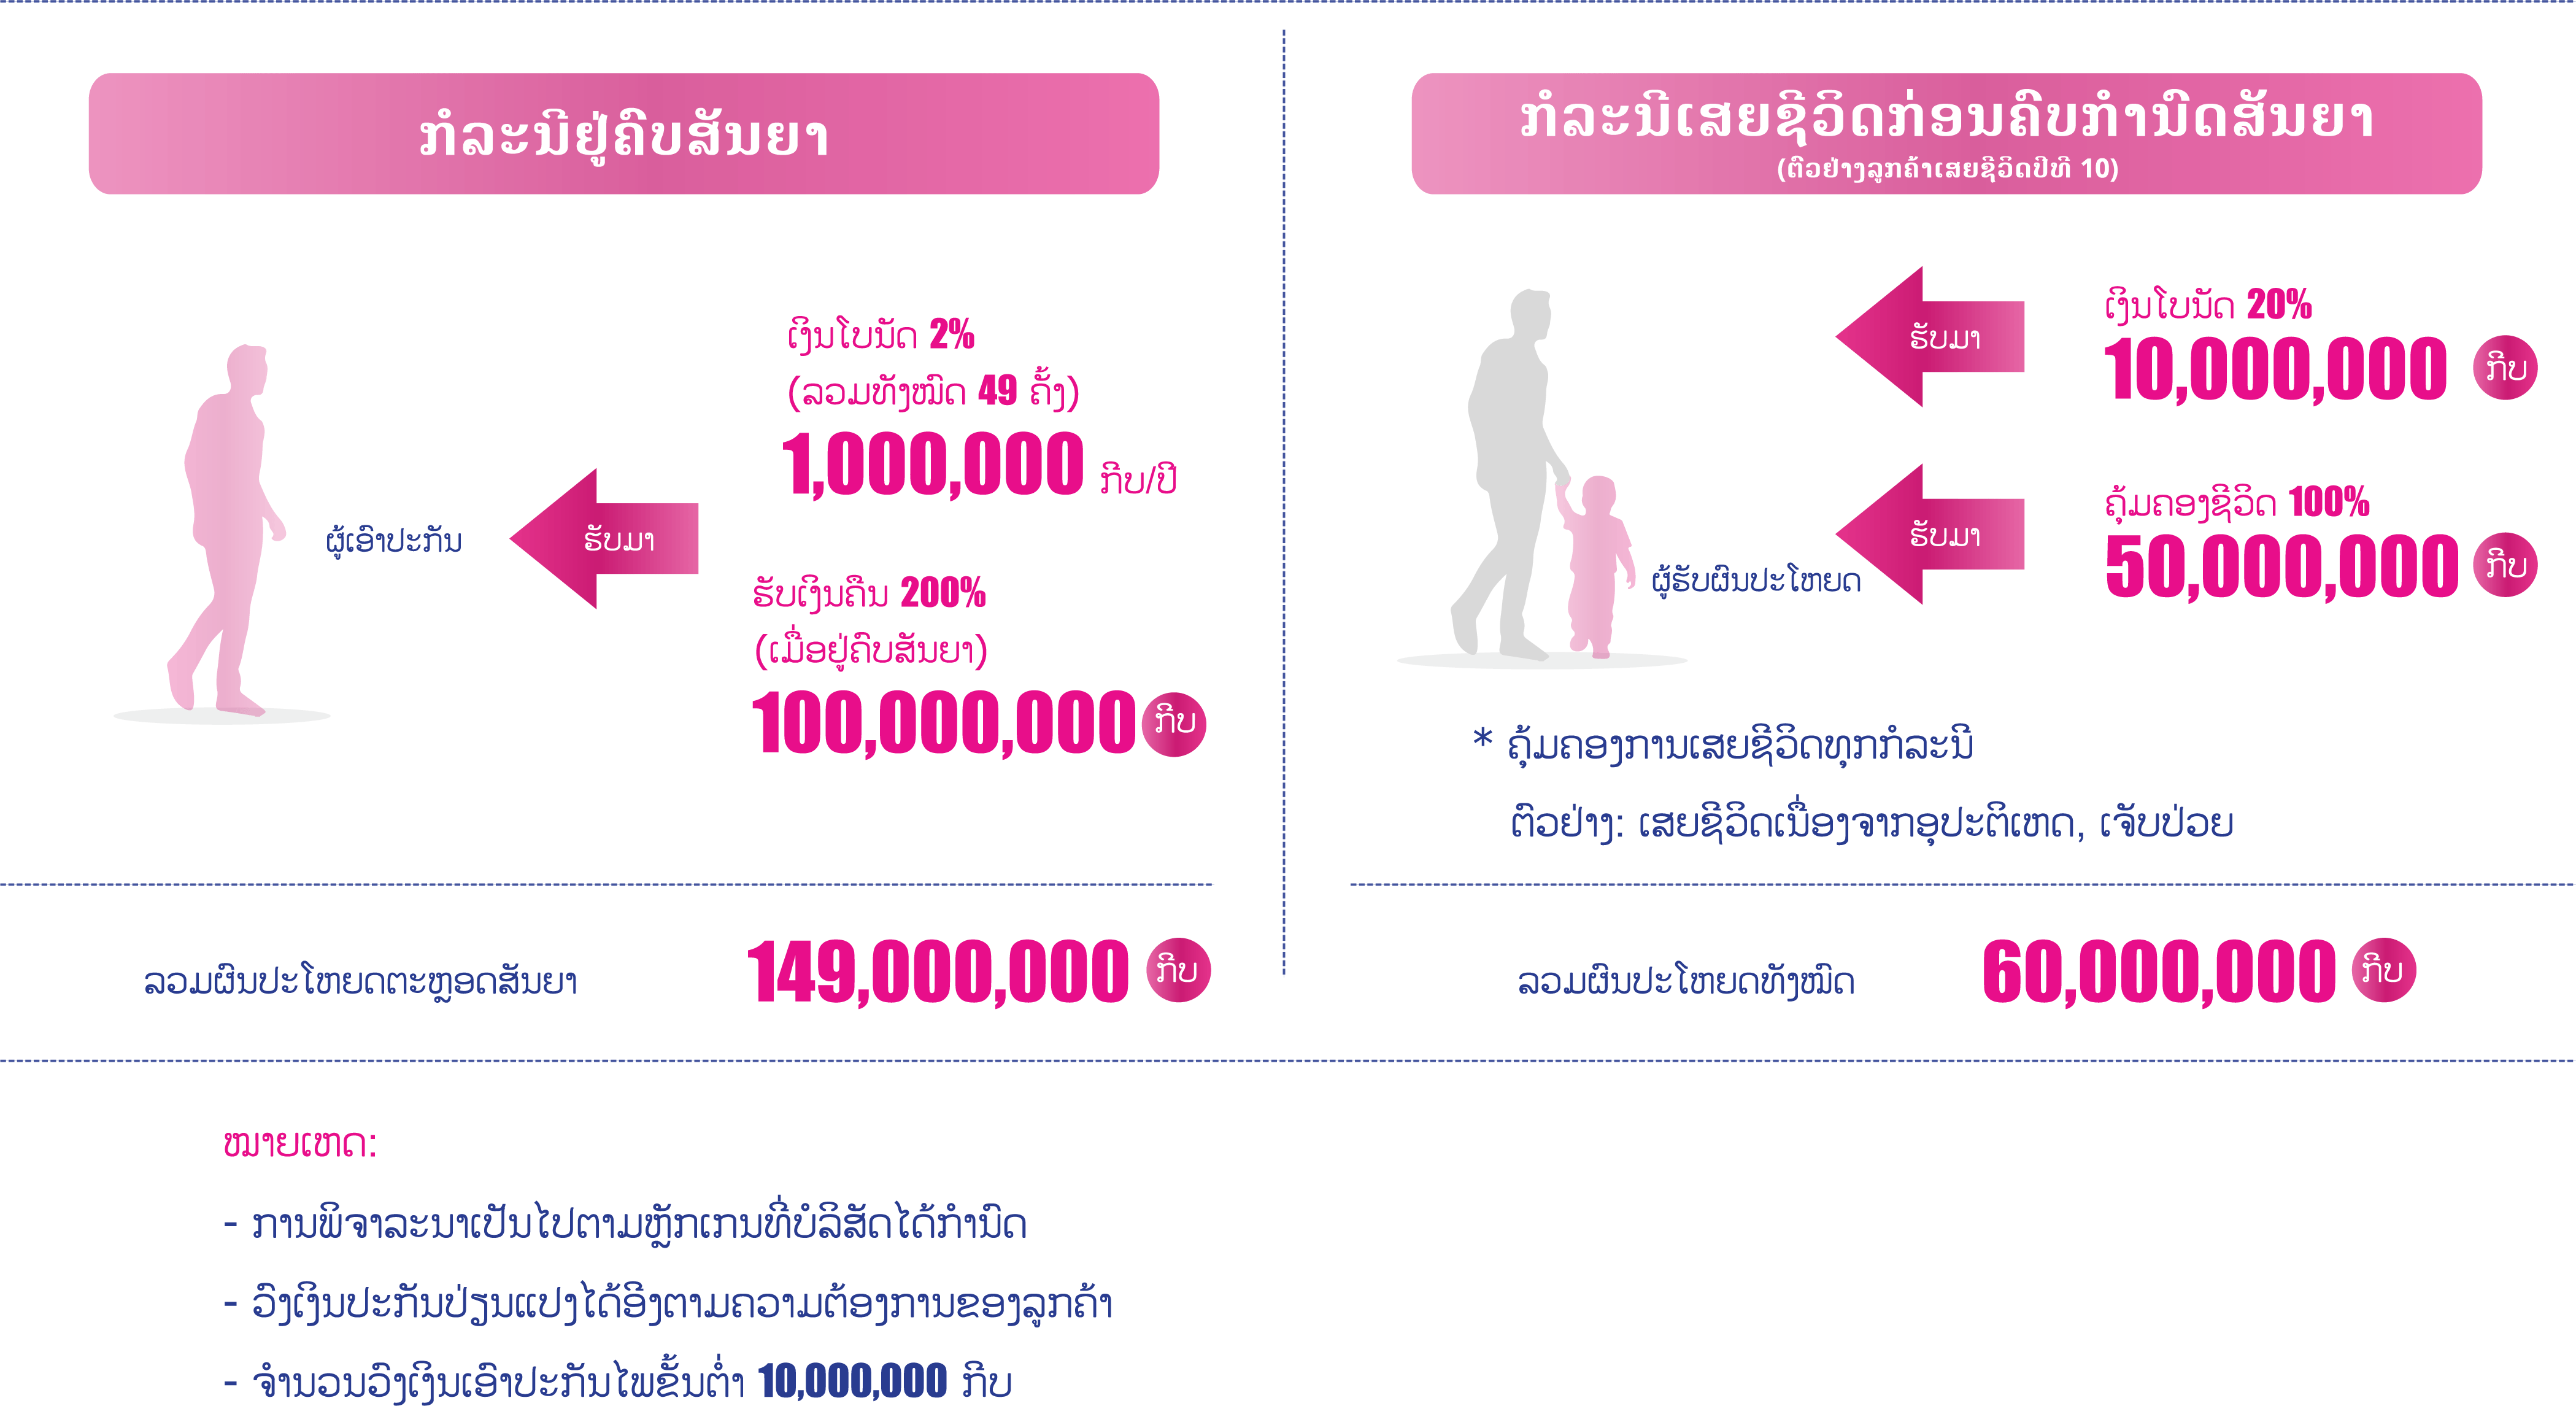 ກໍລະນີຢູ່ຄົບສັນຍາ
ເງິນໂບນັດ 2%
(ລວມທັງໝົດ 49 ຄັ້ງ)
1,000,000 ກີບ/ປີ
ຜູ້ເອົາປະກັນ
ຮັບມາ
ຮັບເງິນຄືນ 200%
(ເມື່ອຢູ່ຄົບສັນຍາ)
100,000,000 ກີບ
ລວມຜົນປະໂຫຍດຕະຫຼອດສັນຍາ 149,000,000 ກີບ
ກໍລະນີເສຍຊີວິດກ່ອນຄົບກຳນົດສັນຍາ
(ຕົວຢ່າງລູກຄ້າເສຍຊີວິດປີທີ 10)
ຮັບມາ
ເງິນໂບນັດ 20%
10,000,000 ກີບ
ຮັບມາ
ຄຸ້ມຄອງຊີວິດ 100%
50,000,000 ກີບ
ຜູ້ຮັບຜົນປະໂຫຍດ
* ຄຸ້ມຄອງການເສຍຊີວິດທຸກກໍລະນີ
ຕົວຢ່າງ: ເສຍຊີວິດເນື່ອງຈາກອຸປະຕິເຫດ, ເຈັບປ່ວຍ
ລວມຜົນປະໂຫຍດທັງໝົດ 60,000,000 ກີບ
ໝາຍເຫດ:
- ການພິຈາລະນາເປັນໄປຕາມຫຼັກເກນທີ່ບໍລິສັດໄດ້ກຳນົດ
- ວົງເງິນປະກັນປ່ຽນແປງໄດ້ອີງຕາມຄວາມຕ້ອງການຂອງລູກຄ້າ
- ຈຳນວນວົງເງິນເອົາປະກັນໄພຂັ້ນຕ່ຳ 10,000,000 ກີບ